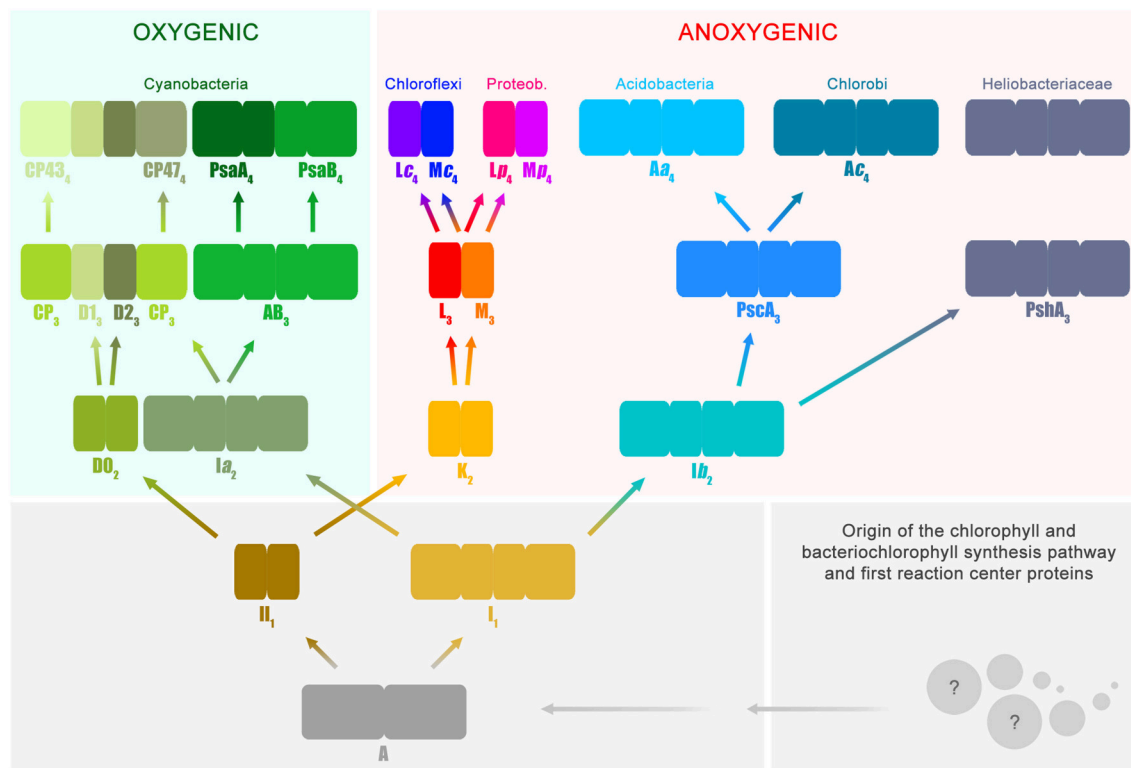 OXYGENIC
ANOXYGENIC
Cyanobacteria
Chloroflexi
Proteob.
Acidobacteria
Chlorobi
Heliobacteriaceae
CP43₄
CP47₄
PsaA₄
PsaB₄
Lc₄
Mc₄
Lp₄
Mp₄
Aa₄
Ac₄
CP₃
D1₃
D2₃
CP₃
AB₃
L₃
M₃
PscA₃
PshA₃
D0₂
Ia₂
K₂
Ib₂
II₁
I₁
A
Origin of the chlorophyll and
bacteriochlorophyll synthesis pathway
and first reaction center proteins
?
?